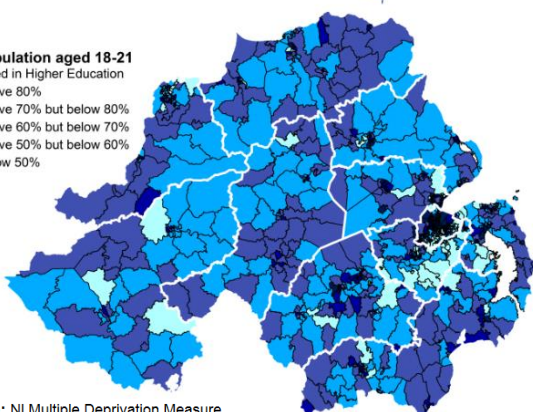 pulation aged 18-21
ed in Higher Education
ve 80%
ve 70% but below 80%
ve 60% but below 70%
ve 50% but below 60%
ow 50%
: NI Multiple Deprivation Measure